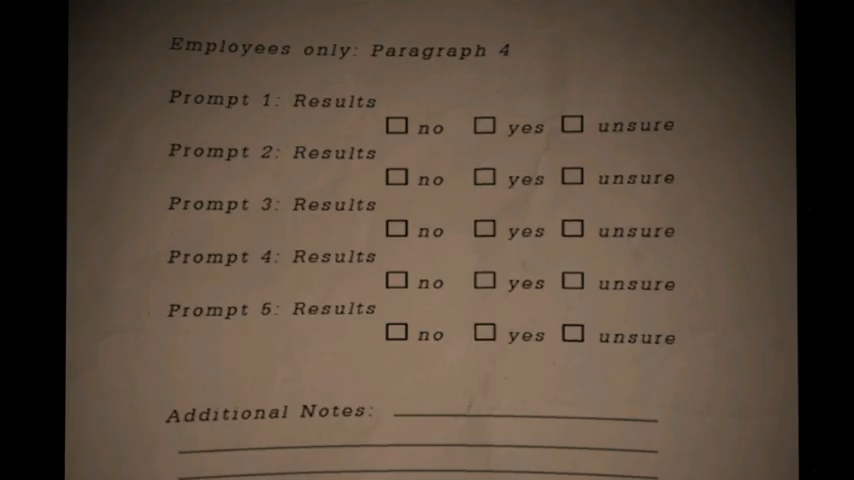 Employees only: Paragraph 4
Prompt 1: Results
no yes unsure
Prompt 2: Results
no yes unsure
Prompt 3: Results
no yes unsure
Prompt 4: Results
no yes unsure
Prompt 5: Results
no yes unsure
Additional Notes: